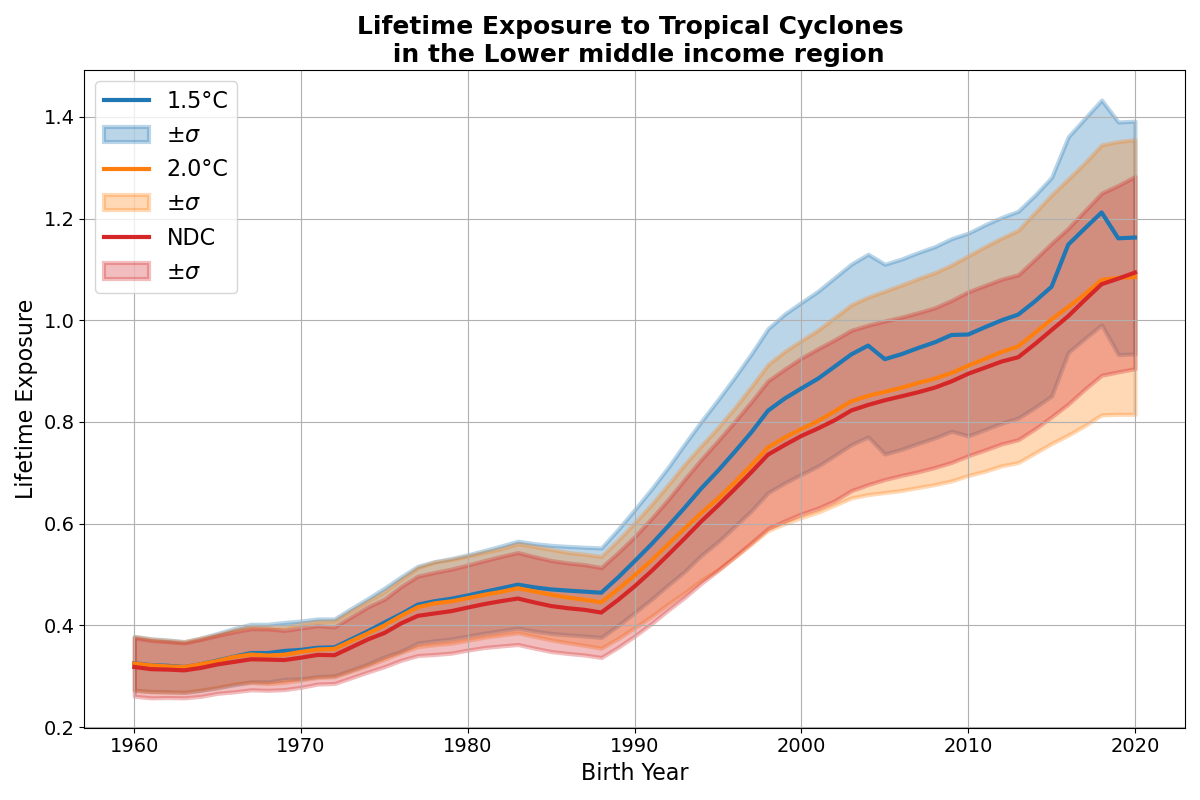 Lifetime Exposure to Tropical Cyclones
in the Lower middle income region
1.5°C
±σ
2.0°C
±σ
NDC
±σ
Lifetime Exposure
1.4
1.2
1.0
0.8
0.6
0.4
0.2
1960 1970 1980 1990 2000 2010 2020
Birth Year